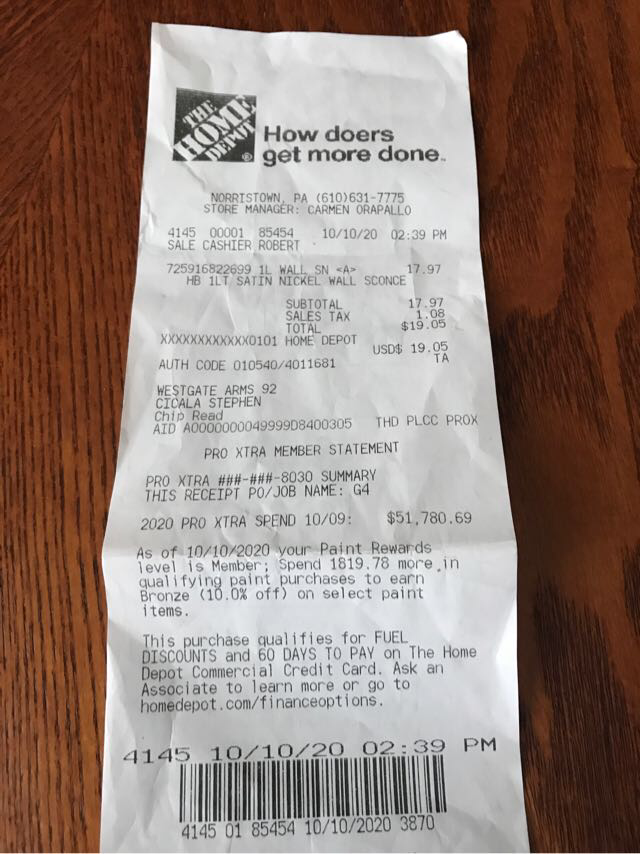 THE
HOME
DEPOT
®
How doers
get more done™
NORRISTOWN, PA (610)631-7775
STORE MANAGER: CARMEN ORAPALLO
4145 00001 85454 10/10/20 02:39 PM
SALE CASHIER ROBERT
725916822699 1L WALL SN <A> 17.97
HB 1LT SATIN NICKEL WALL SCONCE
SUBTOTAL 17.97
SALES TAX 1.08
TOTAL $19.05
XXXXXXXXXXXX0101 HOME DEPOT
USD$ 19.05
AUTH CODE 010540/4011681 TA
WESTGATE ARMS 92
CICALA STEPHEN
Chip Read
AID A0000000049999D8400305 THD PLCC PROX
PRO XTRA MEMBER STATEMENT
PRO XTRA ###-###-8030 SUMMARY
THIS RECEIPT PO/JOB NAME: G4
2020 PRO XTRA SPEND 10/09: $51,780.69
As of 10/10/2020 your Paint Rewards
level is Member; Spend 1819.78 more in
qualifying paint purchases to earn
Bronze (10.0% off) on select paint
items.
This purchase qualifies for FUEL
DISCOUNTS and 60 DAYS TO PAY on The Home
Depot Commercial Credit Card. Ask an
Associate to learn more or go to
homedepot.com/financeoptions.
4145 10/10/20 02:39 PM
4145 01 85454 10/10/2020 3870